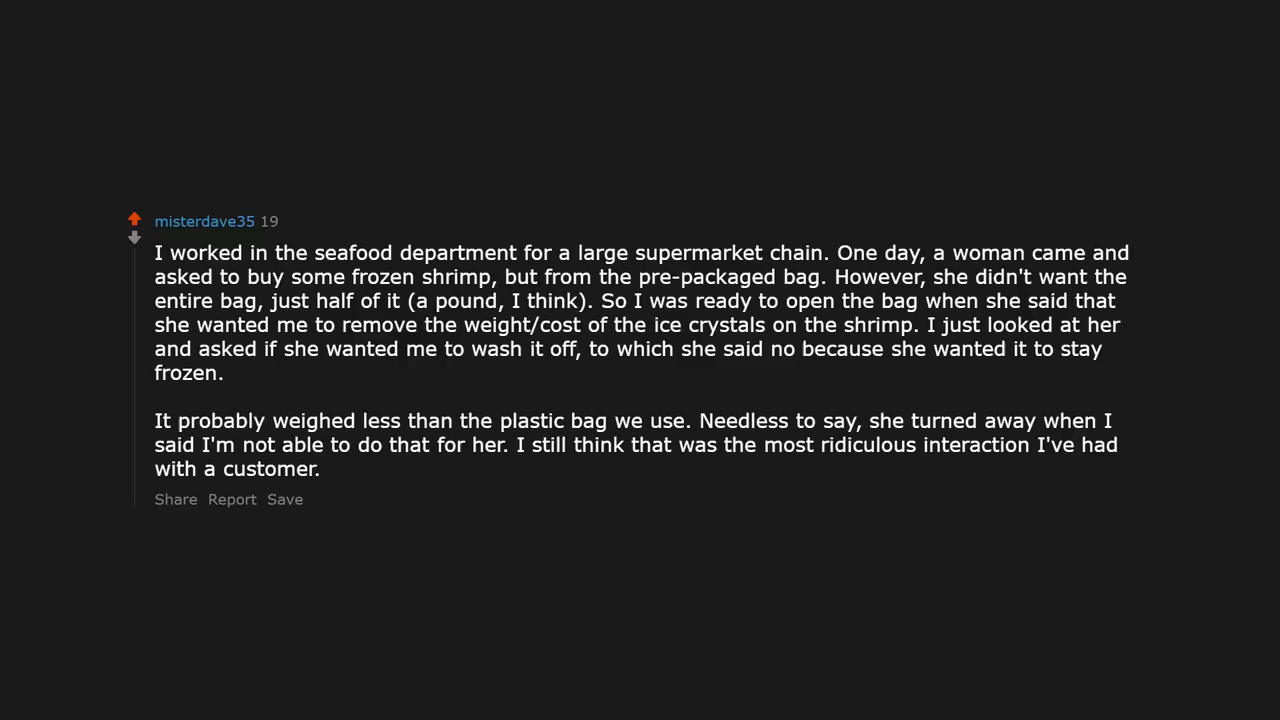 misterdave35 19
I worked in the seafood department for a large supermarket chain. One day, a woman came and
asked to buy some frozen shrimp, but from the pre-packaged bag. However, she didn't want the
entire bag, just half of it (a pound, I think). So I was ready to open the bag when she said that
she wanted me to remove the weight/cost of the ice crystals on the shrimp. I just looked at her
and asked if she wanted me to wash it off, to which she said no because she wanted it to stay
frozen.
It probably weighed less than the plastic bag we use. Needless to say, she turned away when I
said I'm not able to do that for her. I still think that was the most ridiculous interaction I've had
with a customer.
Share Report Save